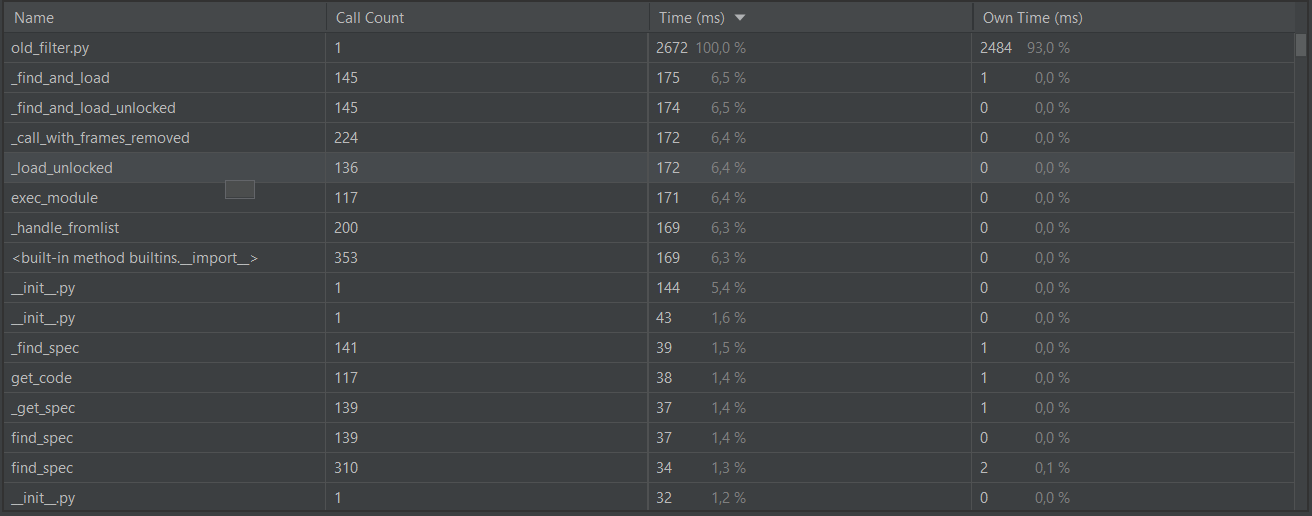 Name Call Count Time (ms) Own Time (ms)
old_filter.py 1 2672 100,0 % 2484 93,0 %
_find_and_load 145 175 6,5 % 1 0,0 %
_find_and_load_unlocked 145 174 6,5 % 0 0,0 %
_call_with_frames_removed 224 172 6,4 % 0 0,0 %
_load_unlocked 136 172 6,4 % 0 0,0 %
exec_module 117 171 6,4 % 0 0,0 %
_handle_fromlist 200 169 6,3 % 0 0,0 %
<built-in method builtins.__import__> 353 169 6,3 % 0 0,0 %
__init__.py 1 144 5,4 % 0 0,0 %
__init__.py 1 43 1,6 % 0 0,0 %
_find_spec 141 39 1,5 % 1 0,0 %
get_code 117 38 1,4 % 1 0,0 %
_get_spec 139 37 1,4 % 1 0,0 %
find_spec 139 37 1,4 % 0 0,0 %
find_spec 310 34 1,3 % 2 0,1 %
__init__.py 1 32 1,2 % 0 0,0 %